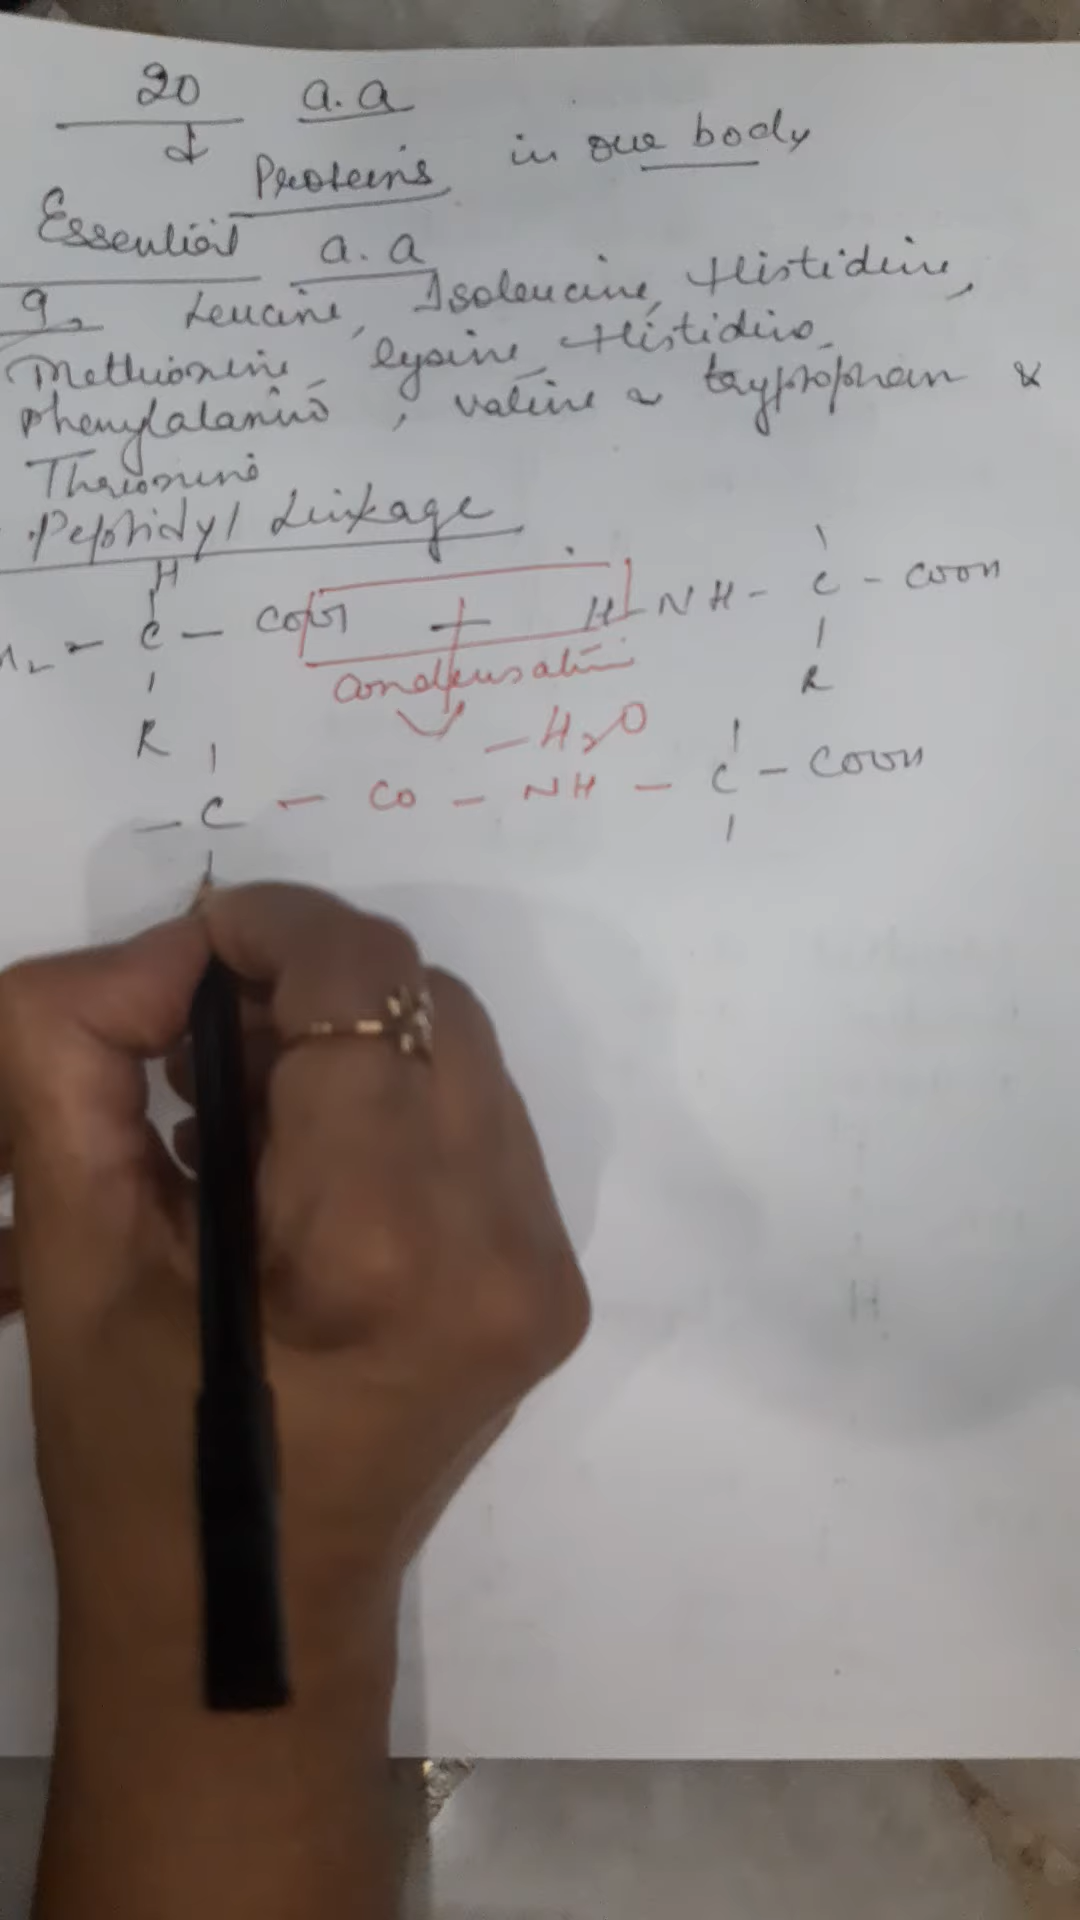 20 a.a
Proteins in our body
Essential a.a
9, Leucine, Isoleucine, Histidine,
Methionine, lysine, Histidine,
Phenylalanine, valine & tryptophan &
Threonine
Peptidyl Linkage
H
C - COOH + H-NH - C - COOH
R R
Condensation
-H2O
- C - CO - NH - C - COOH